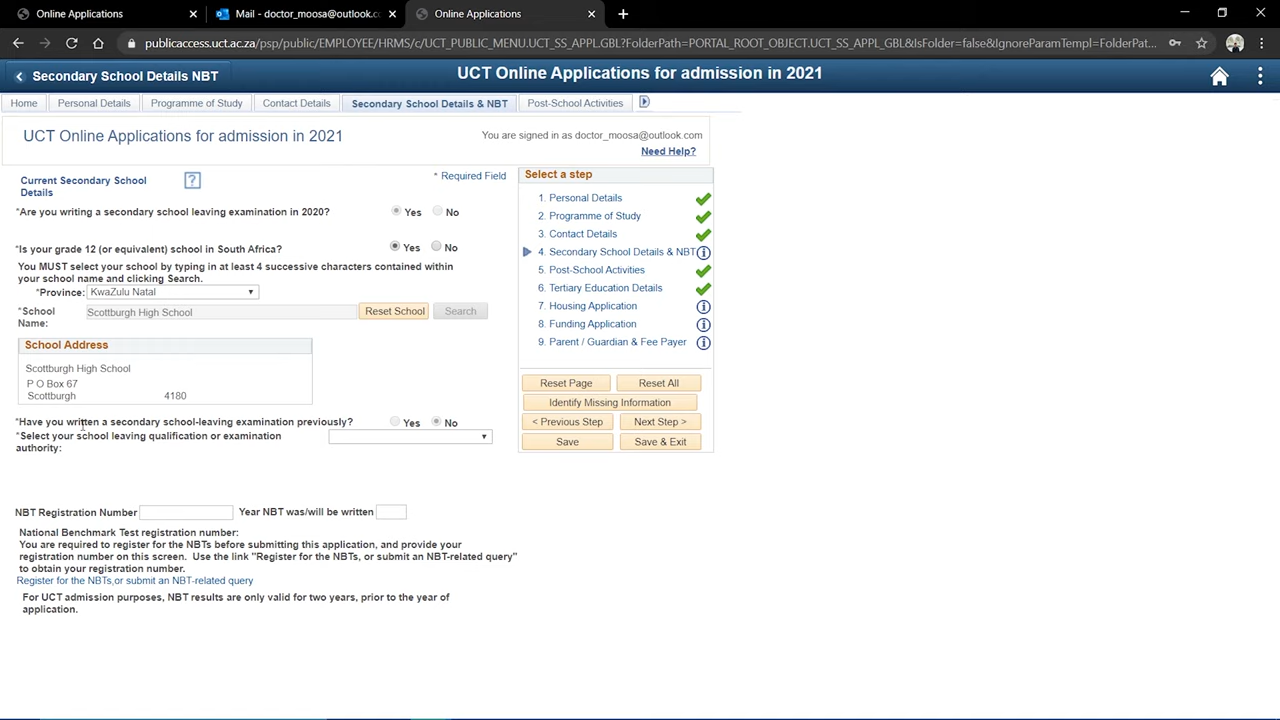 Online Applications
Mail - doctor_moosa@outlook.co
Online Applications
publicaccess.uct.ac.za/psp/public/EMPLOYEE/HRMS/c/UCT_PUBLIC_MENU.UCT_SS_APPL.GBL?FolderPath=PORTAL_ROOT_OBJECT.UCT_SS_APPL_GBL&IsFolder=false&IgnoreParamTempl=FolderPat...
Secondary School Details NBT
UCT Online Applications for admission in 2021
Home
Personal Details
Programme of Study
Contact Details
Secondary School Details & NBT
Post-School Activities
UCT Online Applications for admission in 2021
You are signed in as doctor_moosa@outlook.com
Need Help?
Current Secondary School
Details
?
* Required Field
*Are you writing a secondary school leaving examination in 2020?
Yes
No
*Is your grade 12 (or equivalent) school in South Africa?
Yes
No
You MUST select your school by typing in at least 4 successive characters contained within
your school name and clicking Search.
*Province:
KwaZulu Natal
*School
Name:
Scottburgh High School
Reset School
Search
School Address
Scottburgh High School
P O Box 67
Scottburgh
4180
*Have you written a secondary school-leaving examination previously?
Yes
No
*Select your school leaving qualification or examination
authority:
NBT Registration Number
Year NBT was/will be written
National Benchmark Test registration number:
You are required to register for the NBTs before submitting this application, and provide your
registration number on this screen. Use the link "Register for the NBTs, or submit an NBT-related query"
to obtain your registration number.
Register for the NBTs,or submit an NBT-related query
For UCT admission purposes, NBT results are only valid for two years, prior to the year of
application.
Select a step
1. Personal Details
2. Programme of Study
3. Contact Details
4. Secondary School Details & NBT
5. Post-School Activities
6. Tertiary Education Details
7. Housing Application
8. Funding Application
9. Parent / Guardian & Fee Payer
Reset Page
Reset All
Identify Missing Information
< Previous Step
Next Step >
Save
Save & Exit